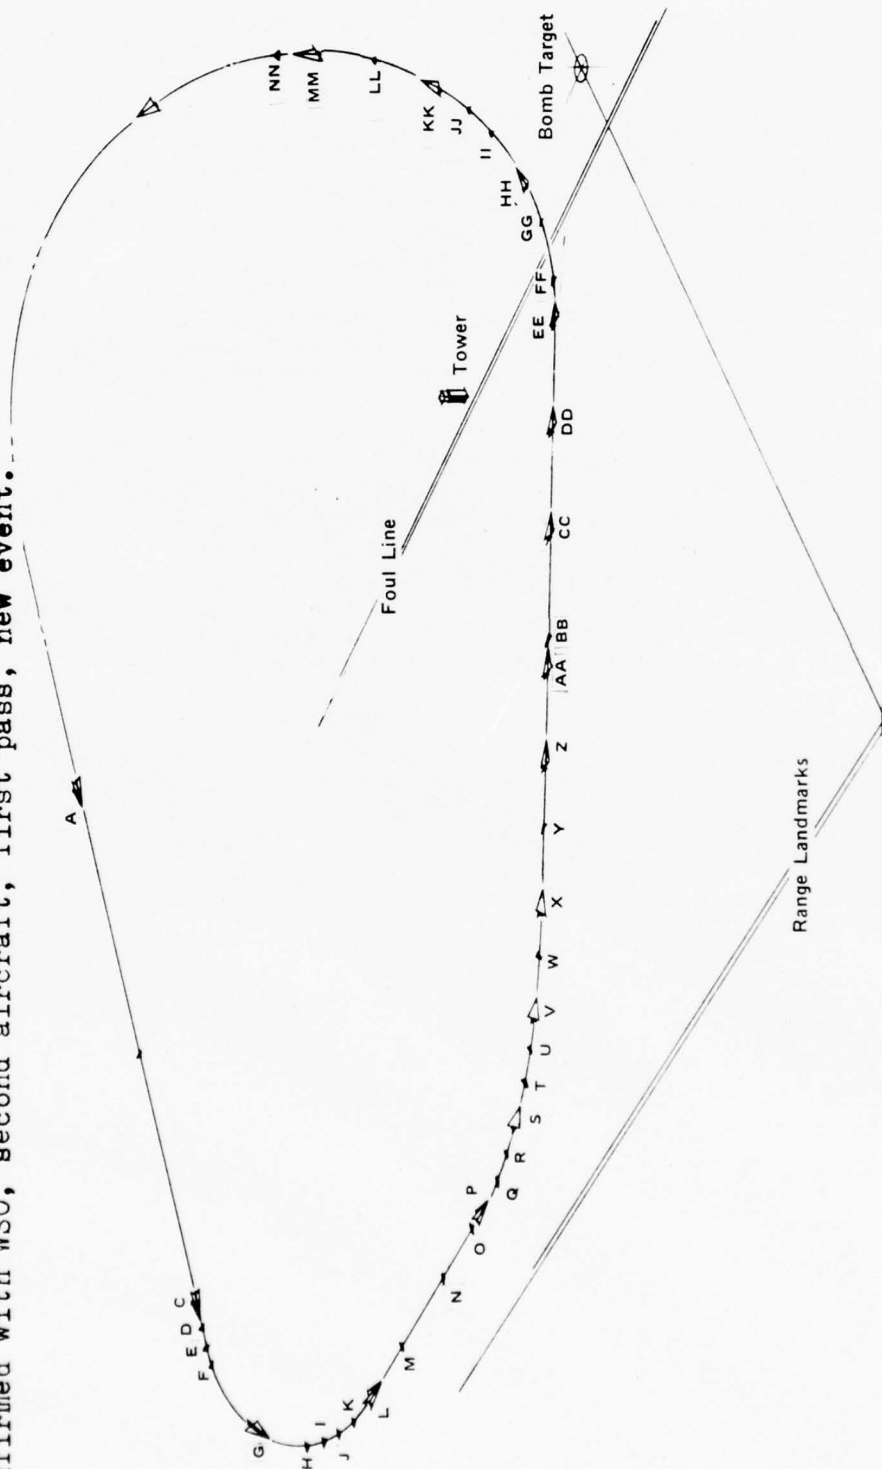 with WSO, second aircraft, first pass, new event.
A
C
D
E
F
G
H
I
J
K
L
M
N
O
P
Q
R
S
T
U
V
W
X
Y
Z
AA
BB
CC
DD
EE
FF
GG
HH
II
JJ
KK
LL
MM
NN
Foul Line
Tower
Bomb Target
Range Landmarks